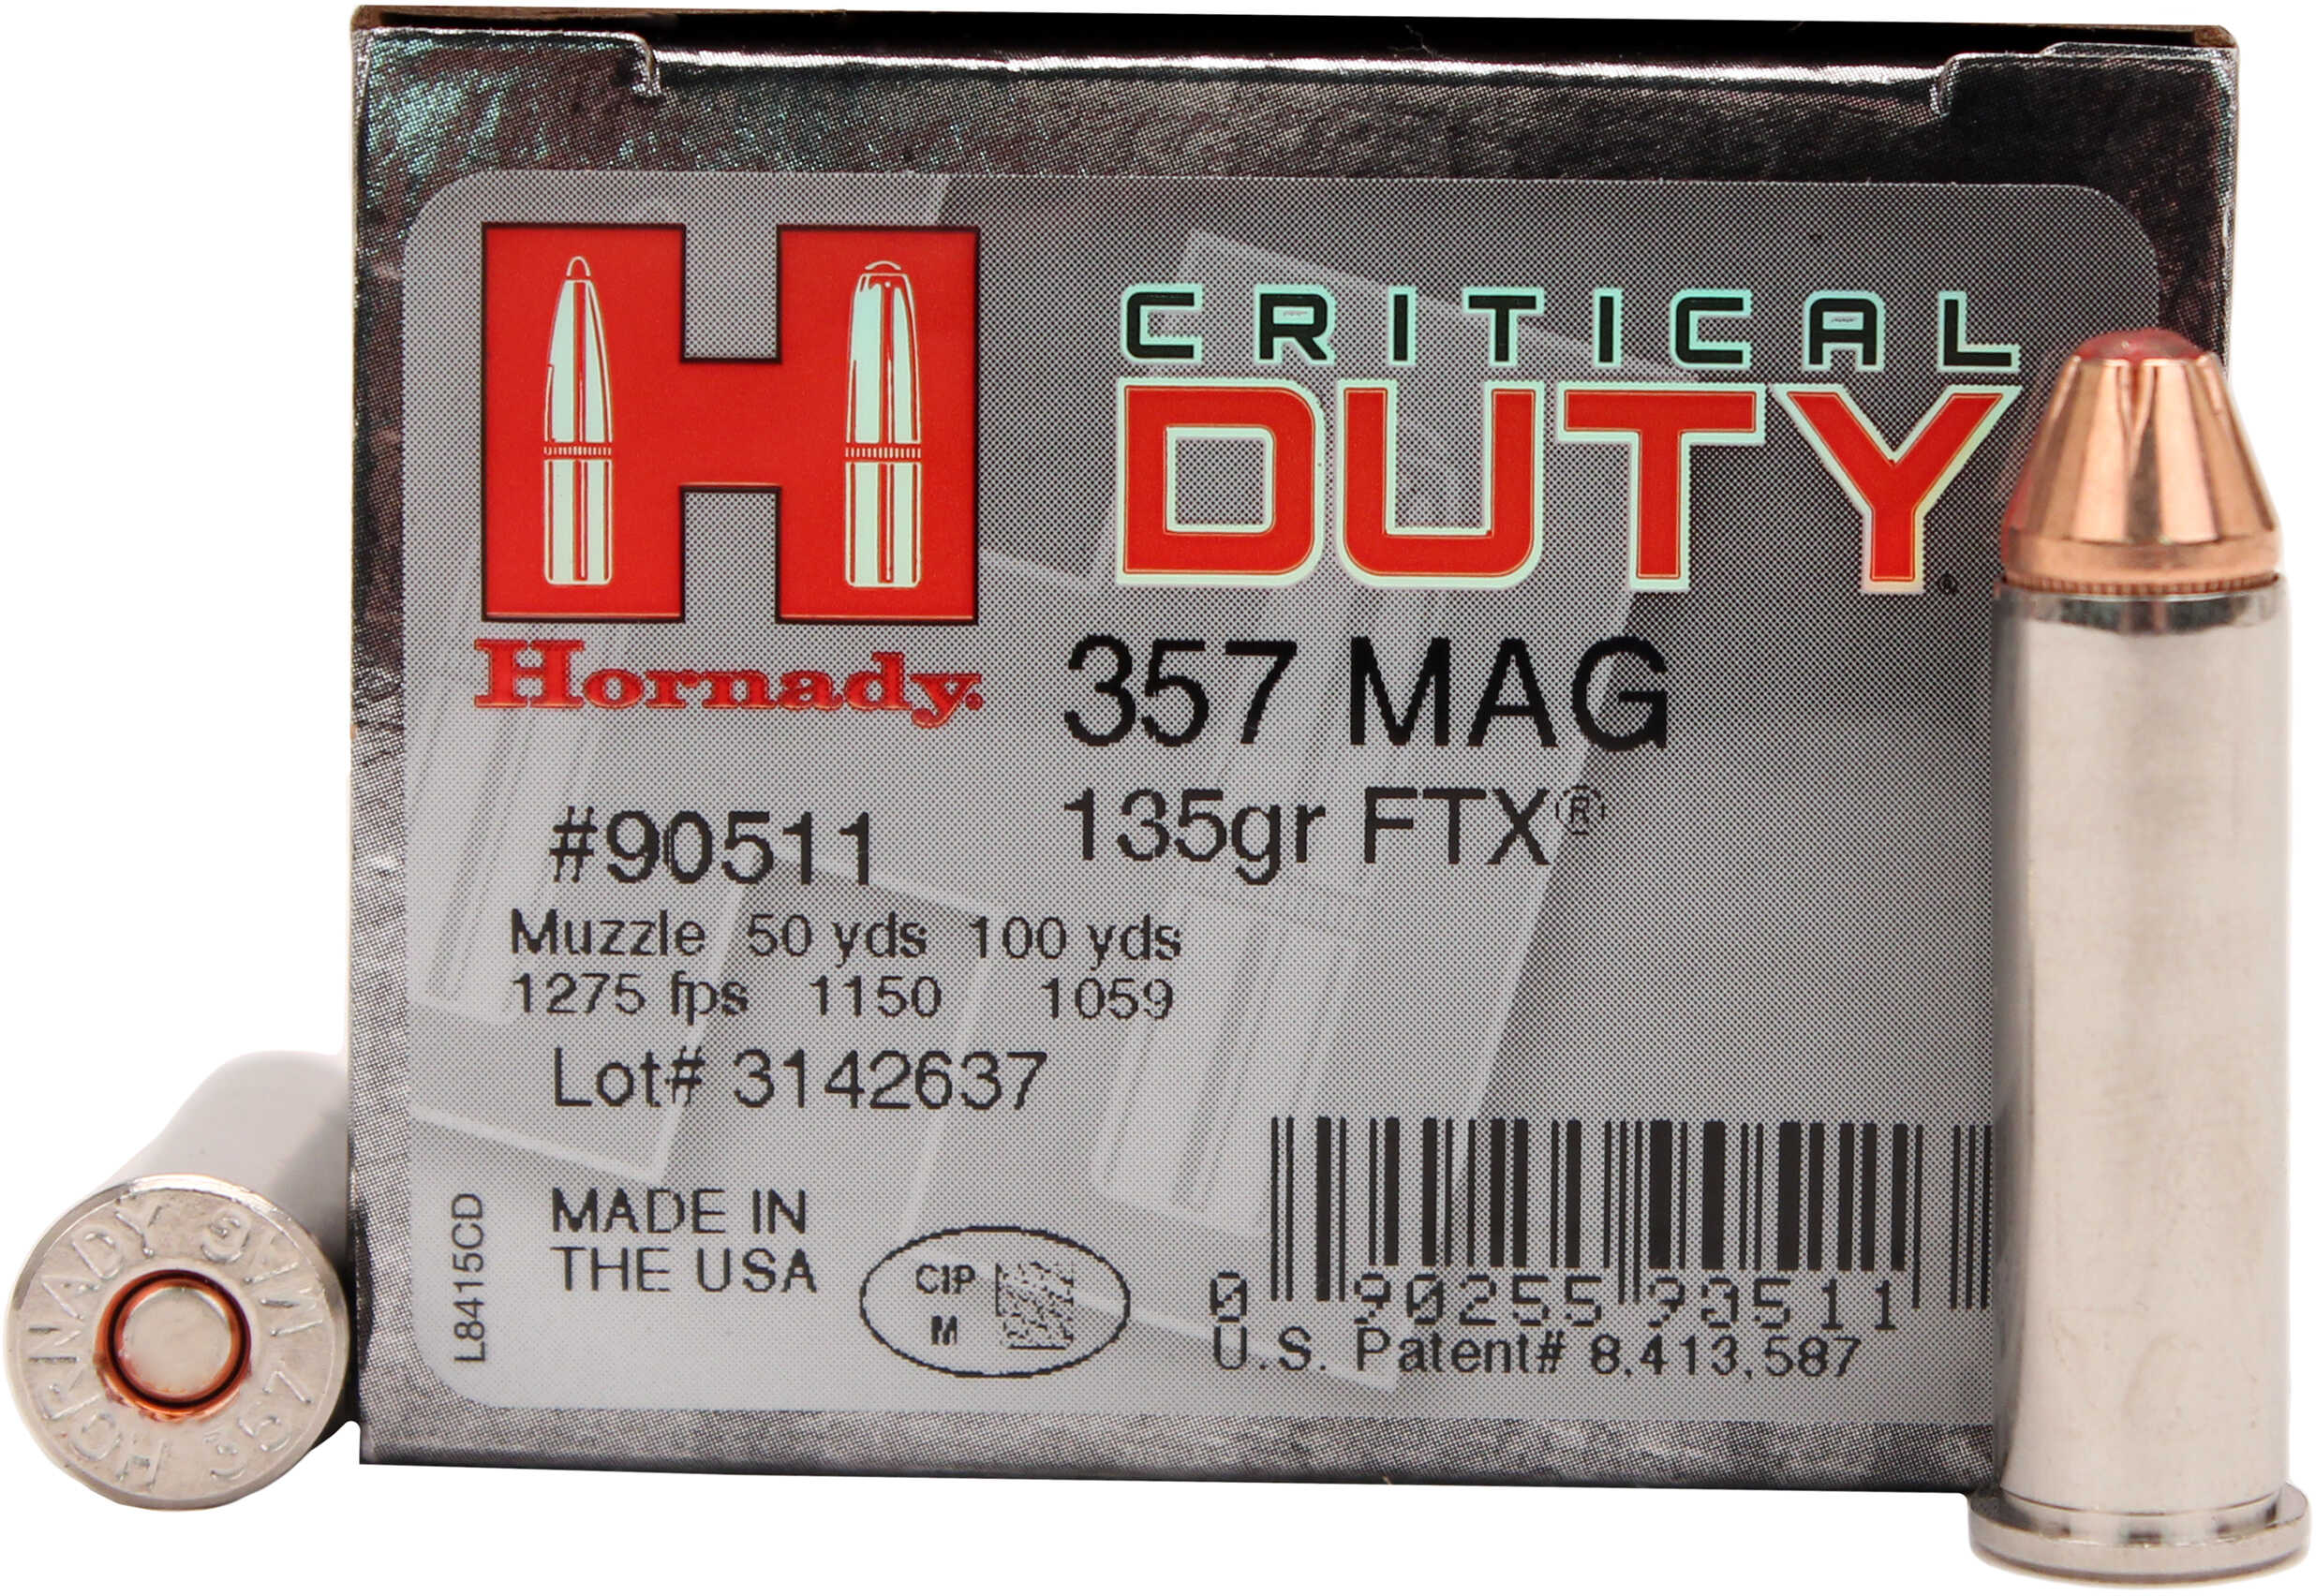 CRITICAL
DUTY®
Hornady
357 MAG
#90511
135gr FTX®
Muzzle 50 yds 100 yds
1275 fps 1150 1059
Lot# 3142637
L8415CD
MADE IN
THE USA
CIP
M
0 90255 90511
U.S. Patent# 8,413,587
HORNADY 357 MAG